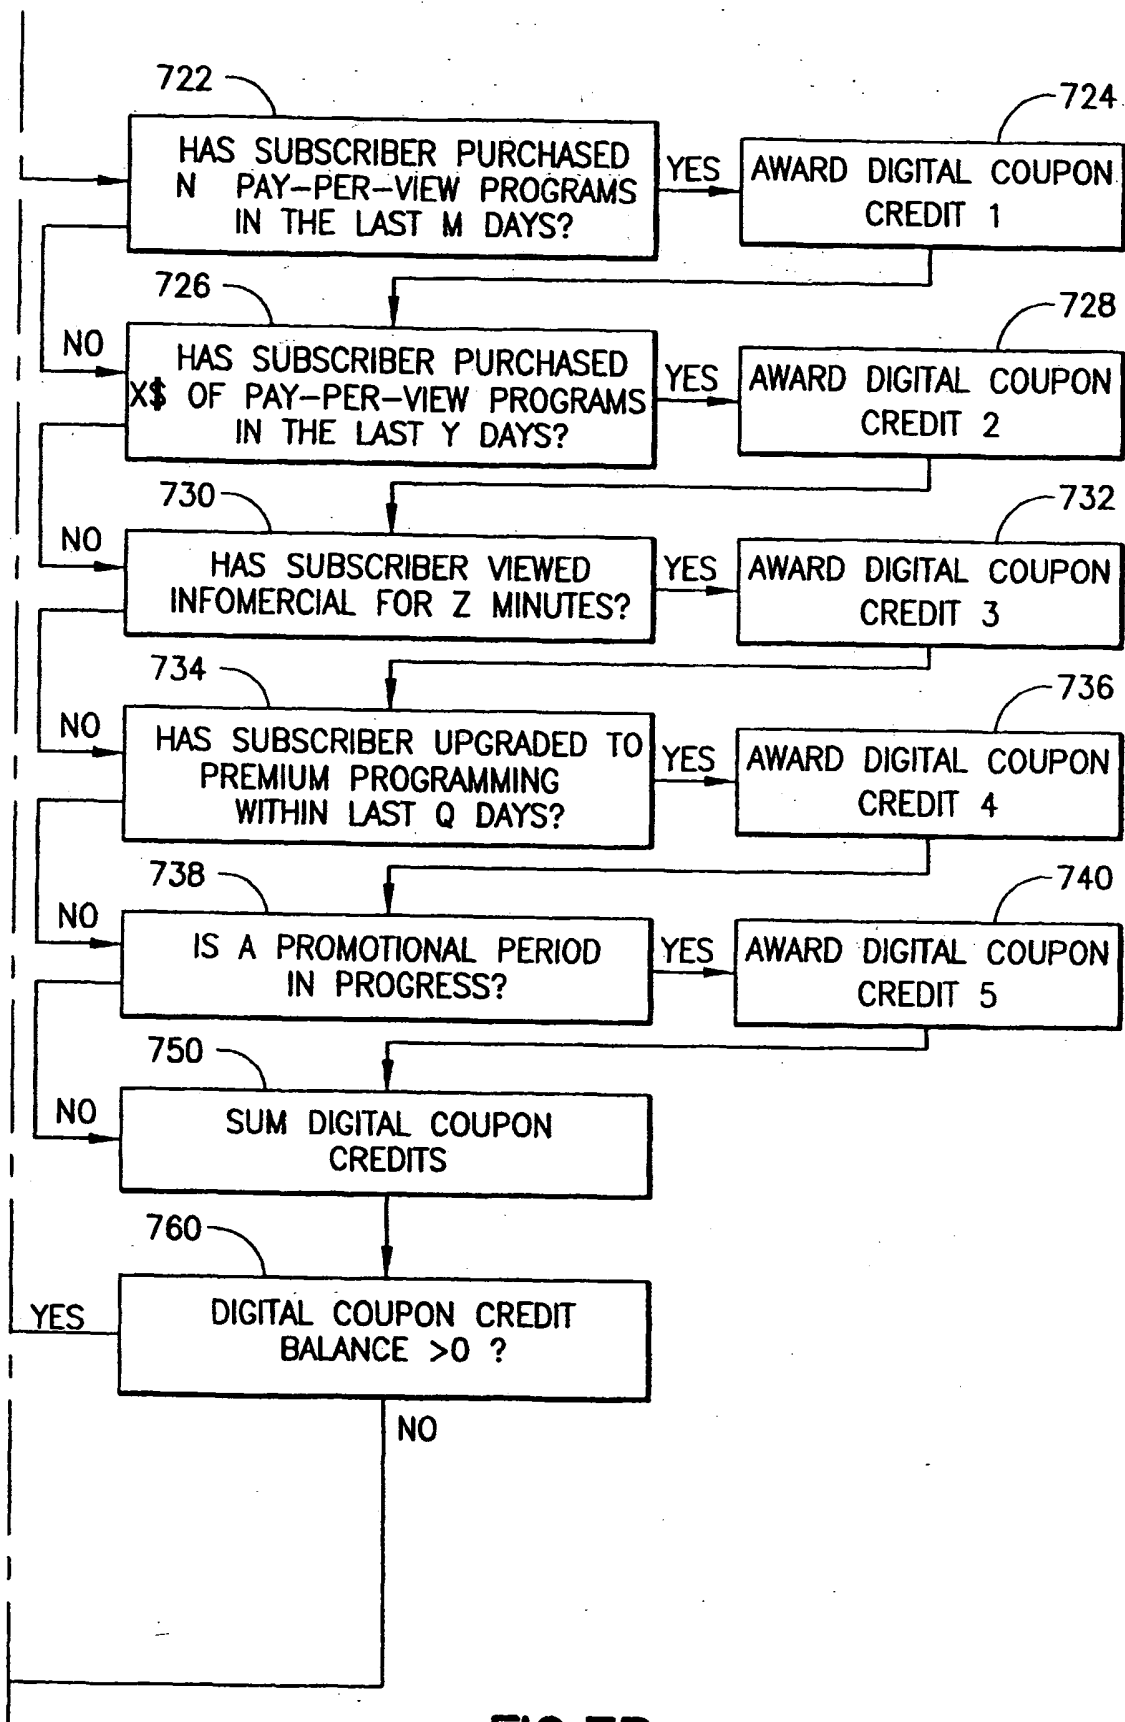 722
724
HAS SUBSCRIBER PURCHASED
N PAY-PER-VIEW PROGRAMS
IN THE LAST M DAYS?
YES
AWARD DIGITAL COUPON
CREDIT 1
726
728
NO
HAS SUBSCRIBER PURCHASED
X$ OF PAY-PER-VIEW PROGRAMS
IN THE LAST Y DAYS?
YES
AWARD DIGITAL COUPON
CREDIT 2
730
732
NO
HAS SUBSCRIBER VIEWED
INFOMERCIAL FOR Z MINUTES?
YES
AWARD DIGITAL COUPON
CREDIT 3
734
736
NO
HAS SUBSCRIBER UPGRADED TO
PREMIUM PROGRAMMING
WITHIN LAST Q DAYS?
YES
AWARD DIGITAL COUPON
CREDIT 4
738
740
NO
IS A PROMOTIONAL PERIOD
IN PROGRESS?
YES
AWARD DIGITAL COUPON
CREDIT 5
750
NO
SUM DIGITAL COUPON
CREDITS
760
YES
DIGITAL COUPON CREDIT
BALANCE >0 ?
NO